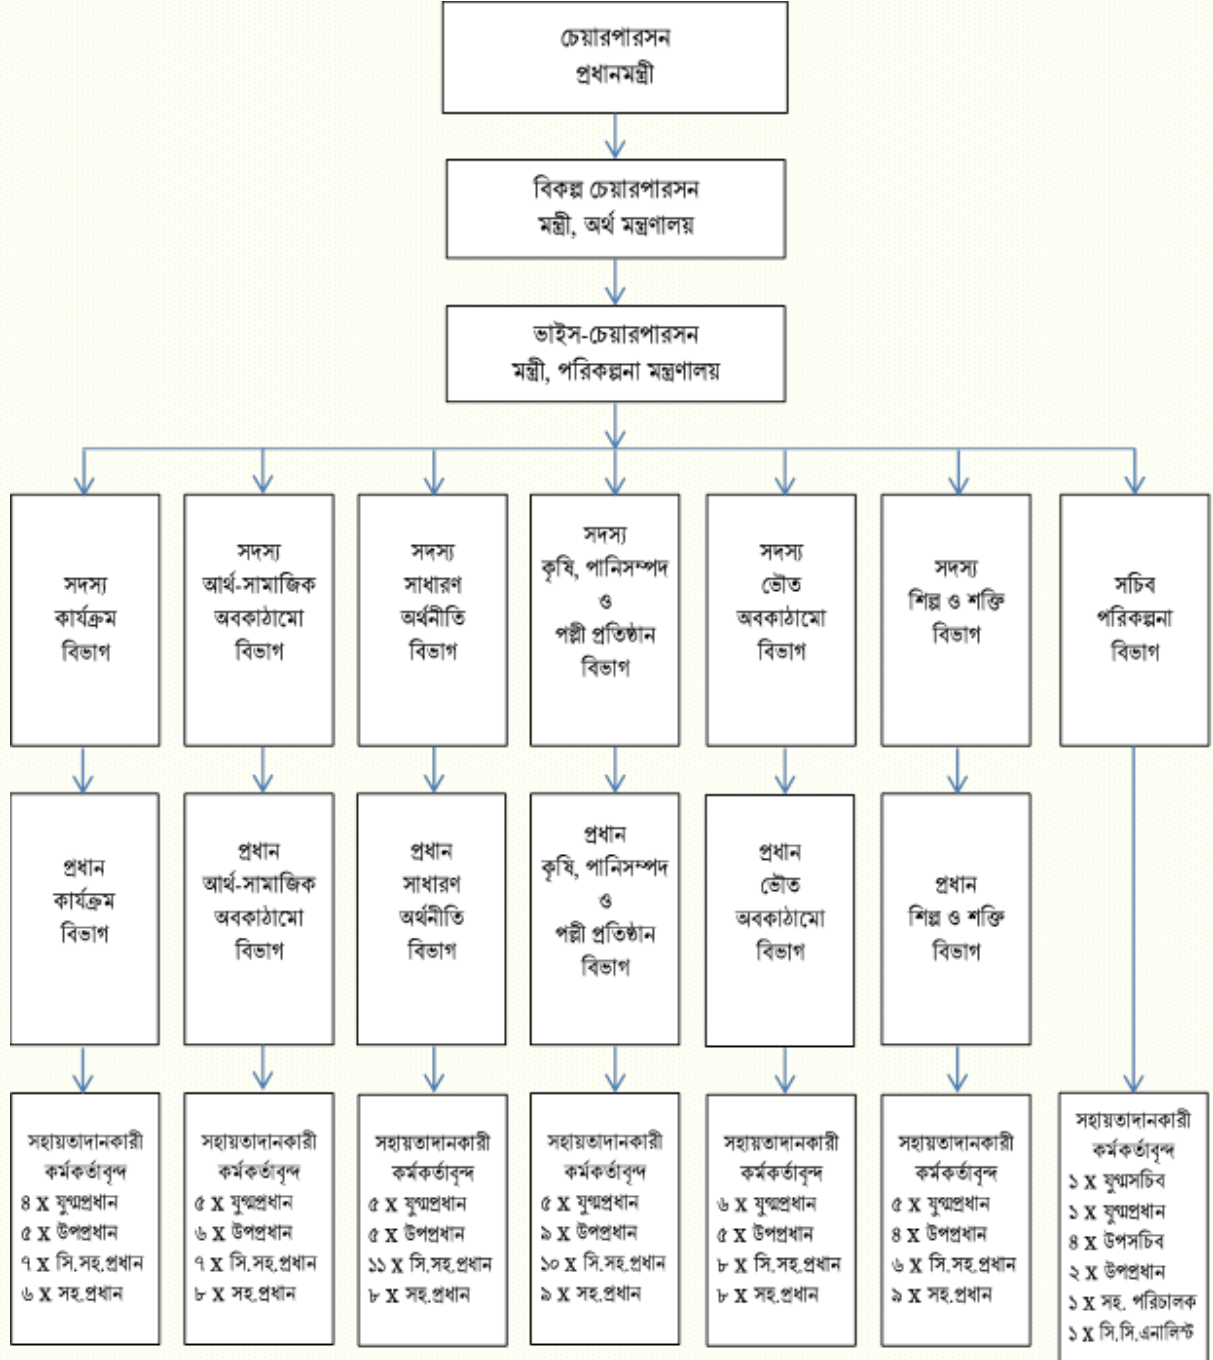 চেয়ারপারসন
প্রধানমন্ত্রী
বিকল্প চেয়ারপারসন
মন্ত্রী, অর্থ মন্ত্রণালয়
ভাইস-চেয়ারপারসন
মন্ত্রী, পরিকল্পনা মন্ত্রণালয়
সদস্য
কার্যক্রম
বিভাগ
সদস্য
আর্থ-সামাজিক
অবকাঠামো
বিভাগ
সদস্য
সাধারণ
অর্থনীতি
বিভাগ
সদস্য
কৃষি, পানিসম্পদ
ও
পল্লী প্রতিষ্ঠান
বিভাগ
সদস্য
ভৌত
অবকাঠামো
বিভাগ
সদস্য
শিল্প ও শক্তি
বিভাগ
সচিব
পরিকল্পনা
বিভাগ
প্রধান
কার্যক্রম
বিভাগ
প্রধান
আর্থ-সামাজিক
অবকাঠামো
বিভাগ
প্রধান
সাধারণ
অর্থনীতি
বিভাগ
প্রধান
কৃষি, পানিসম্পদ
ও
পল্লী প্রতিষ্ঠান
বিভাগ
প্রধান
ভৌত
অবকাঠামো
বিভাগ
প্রধান
শিল্প ও শক্তি
বিভাগ
সহায়তাদানকারী
কর্মকর্তাবৃন্দ
৪ X যুগ্মপ্রধান
৫ X উপপ্রধান
৭ X সি.সহ.প্রধান
৬ X সহ.প্রধান
সহায়তাদানকারী
কর্মকর্তাবৃন্দ
৫ X যুগ্মপ্রধান
৬ X উপপ্রধান
৭ X সি.সহ.প্রধান
৮ X সহ.প্রধান
সহায়তাদানকারী
কর্মকর্তাবৃন্দ
৫ X যুগ্মপ্রধান
৫ X উপপ্রধান
১১ X সি.সহ.প্রধান
৮ X সহ.প্রধান
সহায়তাদানকারী
কর্মকর্তাবৃন্দ
৫ X যুগ্মপ্রধান
৯ X উপপ্রধান
১০ X সি.সহ.প্রধান
৯ X সহ.প্রধান
সহায়তাদানকারী
কর্মকর্তাবৃন্দ
৬ X যুগ্মপ্রধান
৫ X উপপ্রধান
৮ X সি.সহ.প্রধান
৮ X সহ.প্রধান
সহায়তাদানকারী
কর্মকর্তাবৃন্দ
৫ X যুগ্মপ্রধান
৪ X উপপ্রধান
৬ X সি.সহ.প্রধান
৯ X সহ.প্রধান
সহায়তাদানকারী
কর্মকর্তাবৃন্দ
১ X যুগ্মসচিব
১ X যুগ্মপ্রধান
৪ X উপসচিব
২ X উপপ্রধান
১ X সহ. পরিচালক
১ X সি.সি.এনালিস্ট